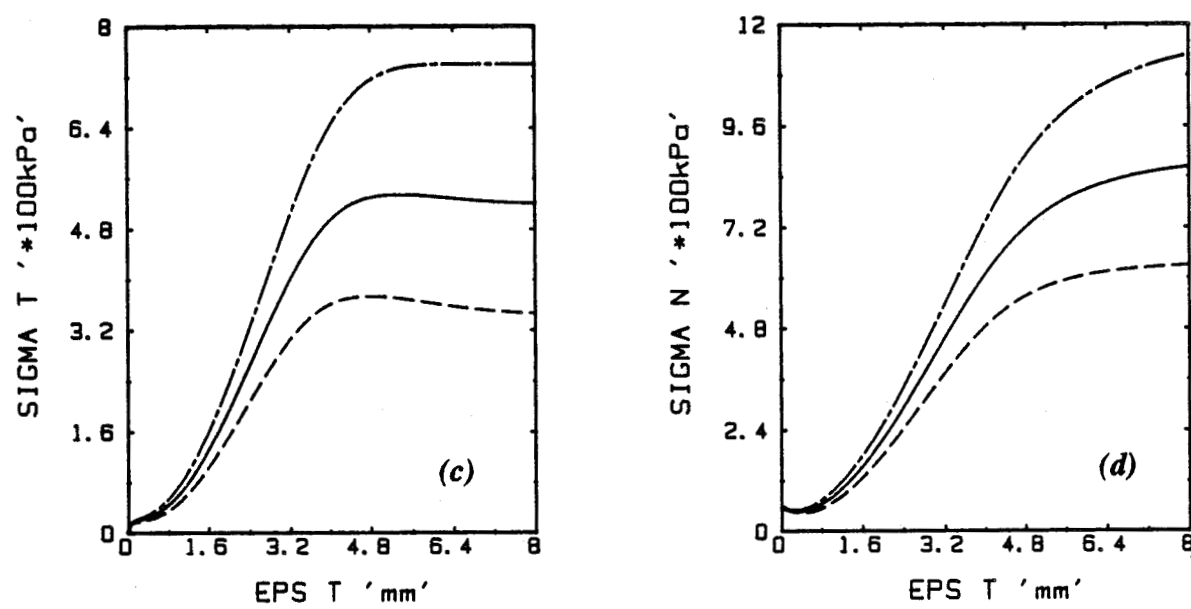 8
6.4
4.8
3.2
1.6
0
SIGMA T '*100kPa'
0 1.6 3.2 4.8 6.4 8
EPS T 'mm'
(c)
12
9.6
7.2
4.8
2.4
0
SIGMA N '*100kPa'
0 1.6 3.2 4.8 6.4 8
EPS T 'mm'
(d)